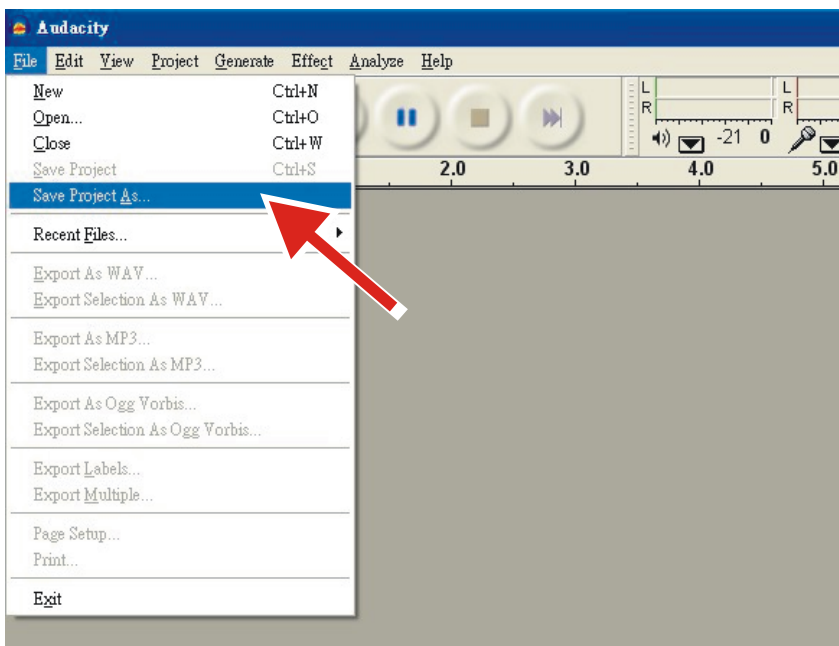 Audacity
File Edit View Project Generate Effect Analyze Help
New Ctrl+N
Open... Ctrl+O
Close Ctrl+W
Save Project Ctrl+S
Save Project As...
Recent Files...
Export As WAV...
Export Selection As WAV...
Export As MP3...
Export Selection As MP3...
Export As Ogg Vorbis...
Export Selection As Ogg Vorbis...
Export Labels...
Export Multiple...
Page Setup...
Print...
Exit
L
R
-21 0
L
R
2.0 3.0 4.0 5.0